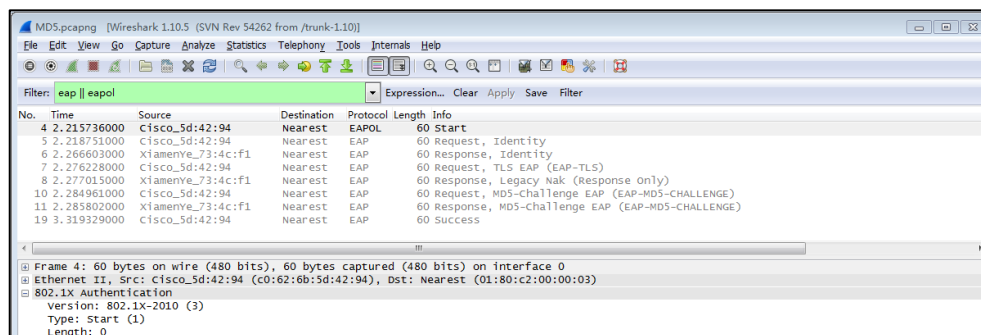 MD5.pcapng [Wireshark 1.10.5 (SVN Rev 54262 from /trunk-1.10)]
File Edit View Go Capture Analyze Statistics Telephony Tools Internals Help
Filter: eap || eapol Expression... Clear Apply Save Filter
No. Time Source Destination Protocol Length Info
4 2.215736000 Cisco_5d:42:94 Nearest EAPOL 60 Start
5 2.218751000 Cisco_5d:42:94 Nearest EAP 60 Request, Identity
6 2.266603000 XiamenYe_73:4c:f1 Nearest EAP 60 Response, Identity
7 2.276228000 Cisco_5d:42:94 Nearest EAP 60 Request, TLS EAP (EAP-TLS)
8 2.277015000 XiamenYe_73:4c:f1 Nearest EAP 60 Response, Legacy Nak (Response Only)
10 2.284961000 Cisco_5d:42:94 Nearest EAP 60 Request, MD5-Challenge EAP (EAP-MD5-CHALLENGE)
11 2.285802000 XiamenYe_73:4c:f1 Nearest EAP 60 Response, MD5-Challenge EAP (EAP-MD5-CHALLENGE)
19 3.319329000 Cisco_5d:42:94 Nearest EAP 60 Success
Frame 4: 60 bytes on wire (480 bits), 60 bytes captured (480 bits) on interface 0
Ethernet II, Src: Cisco_5d:42:94 (c0:62:6b:5d:42:94), Dst: Nearest (01:80:c2:00:00:03)
802.1X Authentication
Version: 802.1X-2010 (3)
Type: Start (1)
Length: 0